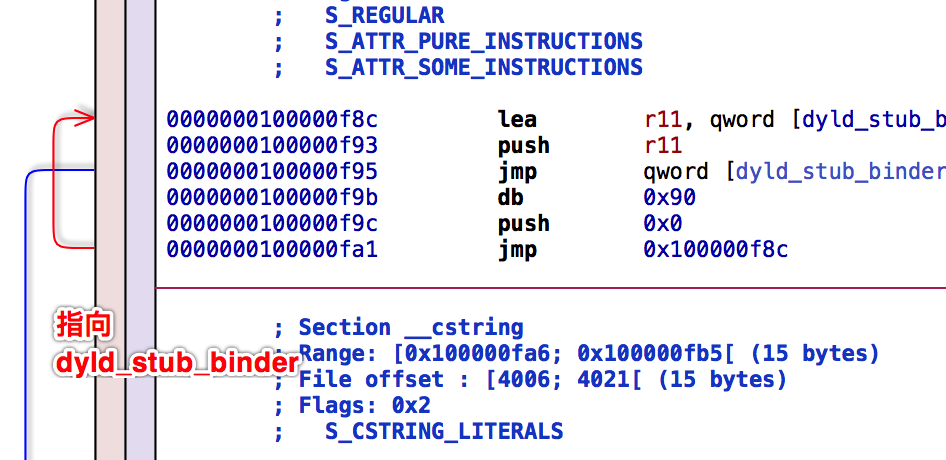 ; S_REGULAR
; S_ATTR_PURE_INSTRUCTIONS
; S_ATTR_SOME_INSTRUCTIONS
0000000100000f8c lea r11, qword [dyld_stub_b
0000000100000f93 push r11
0000000100000f95 jmp qword [dyld_stub_binder
0000000100000f9b db 0x90
0000000100000f9c push 0x0
0000000100000fa1 jmp 0x100000f8c
指向
dyld_stub_binder
; Section __cstring
; Range: [0x100000fa6; 0x100000fb5[ (15 bytes)
; File offset : [4006; 4021[ (15 bytes)
; Flags: 0x2
; S_CSTRING_LITERALS